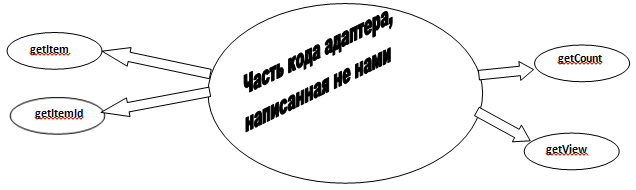 getItem
getItemId
Часть кода адаптера,
написанная не нами
getCount
getView